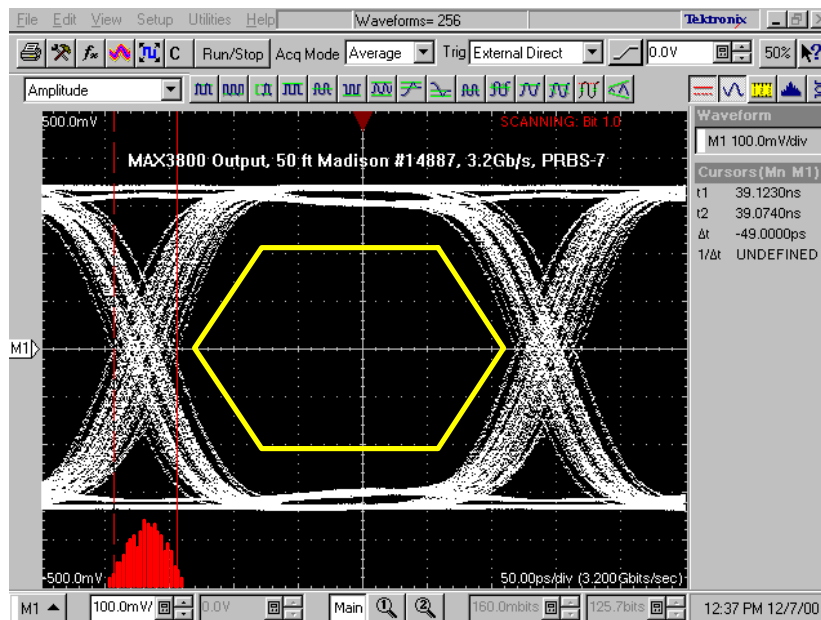 File Edit View Setup Utilities Help Waveforms= 256 Tektronix
C Run/Stop Acq Mode Average Trig External Direct 0.0V 50% ?
Amplitude
500.0mV SCANNING: Bit 1.0
MAX3800 Output, 50 ft Madison #14887, 3.2Gb/s, PRBS-7
M1
-500.0mV 50.00ps/div (3.200Gbits/sec)
Waveform
M1 100.0mV/div
Cursors(Mn M1)
t1 39.1230ns
t2 39.0740ns
Δt -49.0000ps
1/Δt UNDEFINED
M1 100.0mV/ 0.0V Main 1 2 160.0mbits 125.7bits 12:37 PM 12/7/00